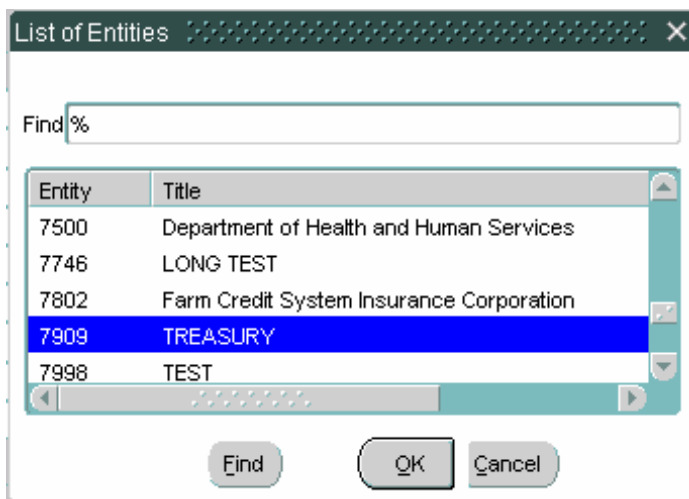 List of Entities
Find %
Entity Title
7500 Department of Health and Human Services
7746 LONG TEST
7802 Farm Credit System Insurance Corporation
7909 TREASURY
7998 TEST
Find OK Cancel